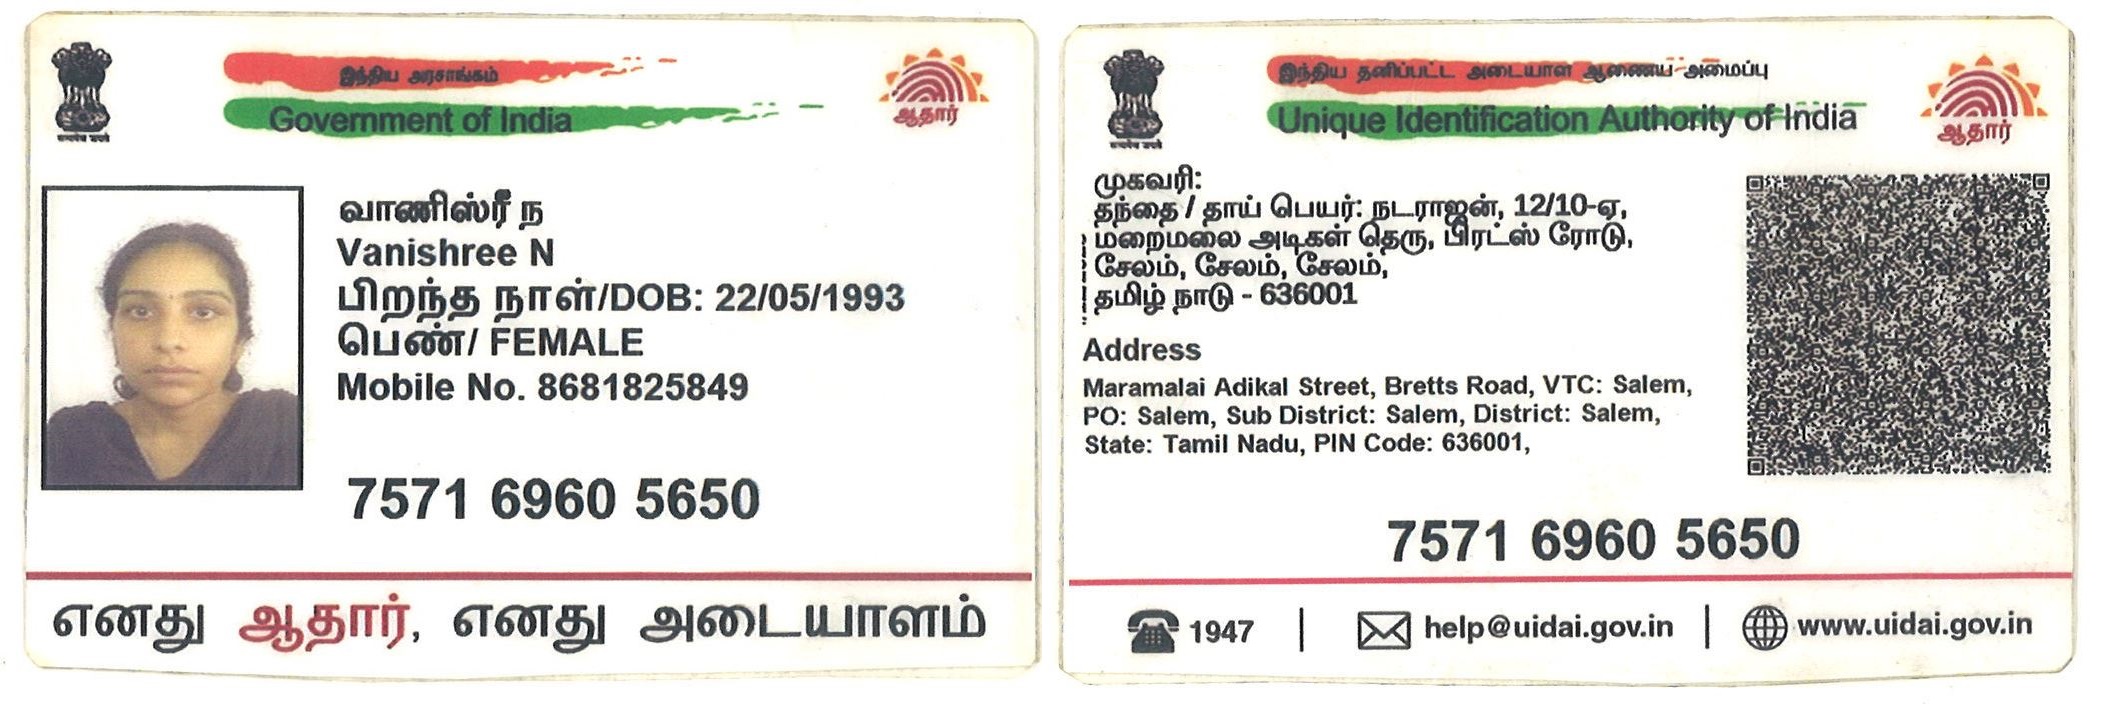 இந்திய அரசாங்கம்
Government of India
ஆதார்
வாணிஸ்ரீ ந
Vanishree N
பிறந்த நாள்/DOB: 22/05/1993
பெண்/ FEMALE
Mobile No. 8681825849
7571 6960 5650
எனது ஆதார், எனது அடையாளம்
இந்திய தனிப்பட்ட அடையாள ஆணைய அமைப்பு
Unique Identification Authority of India
ஆதார்
முகவரி:
தந்தை / தாய் பெயர்: நடராஜன், 12/10-ஏ,
மறைமலை அடிகள் தெரு, பிரட்ஸ் ரோடு,
சேலம், சேலம், சேலம்,
தமிழ் நாடு - 636001
Address
Maramalai Adikal Street, Bretts Road, VTC: Salem,
PO: Salem, Sub District: Salem, District: Salem,
State: Tamil Nadu, PIN Code: 636001,
7571 6960 5650
1947 | help@uidai.gov.in | www.uidai.gov.in